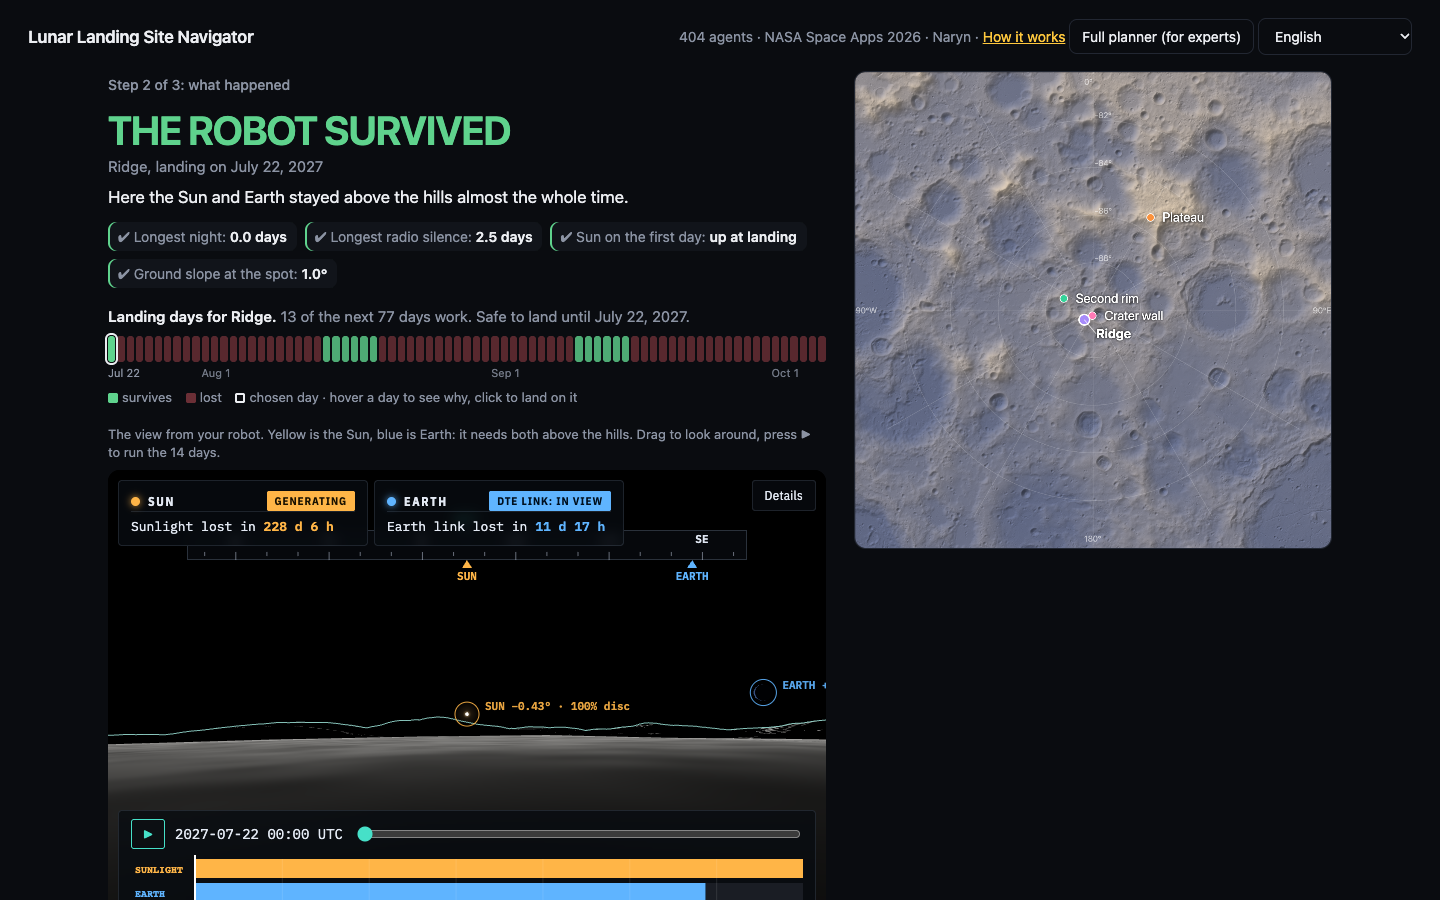 Lunar Landing Site Navigator
404 agents · NASA Space Apps 2026 · Naryn · How it works
Full planner (for experts)
English
Step 2 of 3: what happened
THE ROBOT SURVIVED
Ridge, landing on July 22, 2027
Here the Sun and Earth stayed above the hills almost the whole time.
✔ Longest night: 0.0 days
✔ Longest radio silence: 2.5 days
✔ Sun on the first day: up at landing
✔ Ground slope at the spot: 1.0°
Landing days for Ridge. 13 of the next 77 days work. Safe to land until July 22, 2027.
Jul 22
Aug 1
Sep 1
Oct 1
survives
lost
chosen day · hover a day to see why, click to land on it
The view from your robot. Yellow is the Sun, blue is Earth: it needs both above the hills. Drag to look around, press ▶
to run the 14 days.
SUN
GENERATING
Sunlight lost in 228 d 6 h
EARTH
DTE LINK: IN VIEW
Earth link lost in 11 d 17 h
Details
SE
SUN
EARTH
EARTH +
SUN −0.43° · 100% disc
▶
2027-07-22 00:00 UTC
SUNLIGHT
EARTH
0°
-82°
-84°
-86°
Plateau
-88°
Second rim
90°W
90°E
Crater wall
Ridge
180°